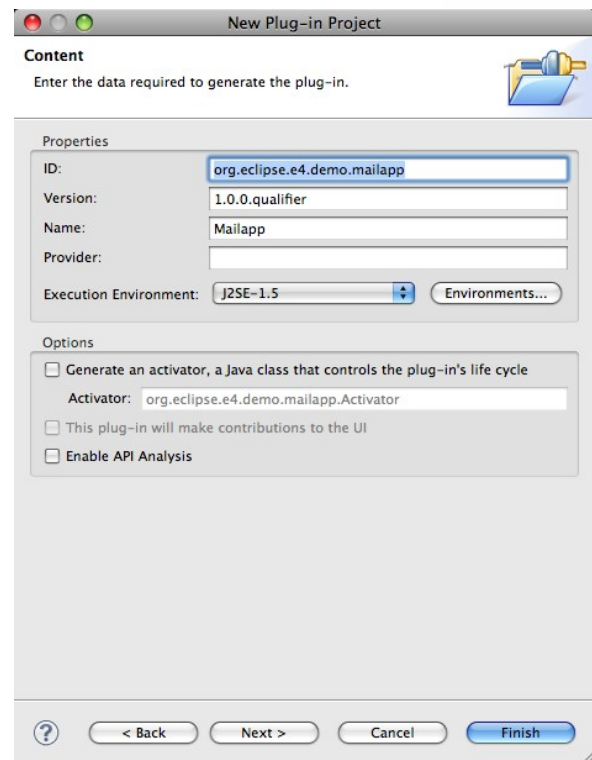 New Plug-in Project
Content
Enter the data required to generate the plug-in.
Properties
ID: org.eclipse.e4.demo.mailapp
Version: 1.0.0.qualifier
Name: Mailapp
Provider:
Execution Environment: J2SE-1.5 Environments...
Options
Generate an activator, a Java class that controls the plug-in's life cycle
Activator: org.eclipse.e4.demo.mailapp.Activator
This plug-in will make contributions to the UI
Enable API Analysis
? < Back Next > Cancel Finish